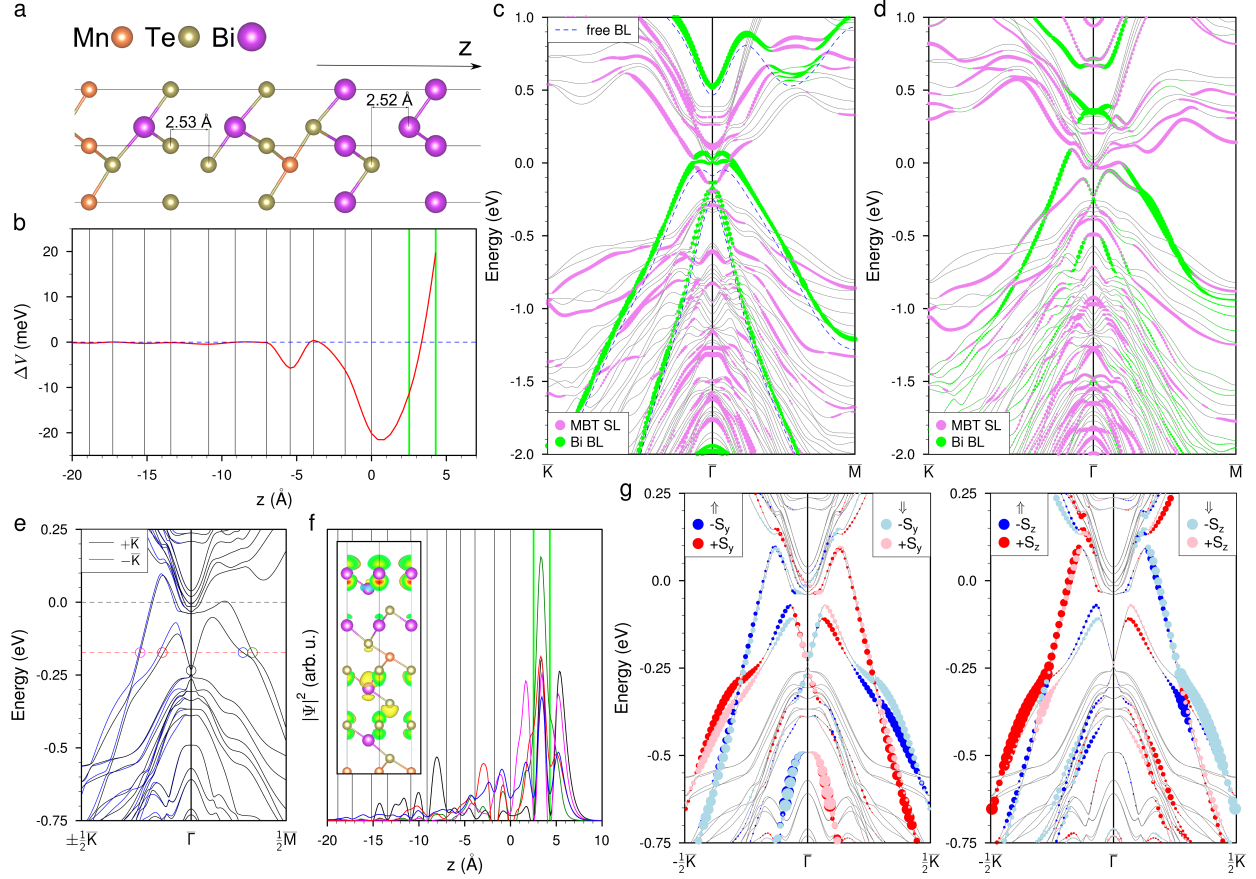 a
Mn Te Bi
z
2.53 Å
2.52 Å
b
20
10
0
-10
-20
ΔV (meV)
-20 -15 -10 -5 0 5
z (Å)
c
free BL
1.0
0.5
0.0
-0.5
-1.0
-1.5
-2.0
Energy (eV)
MBT SL
Bi BL
K̅ Γ̅ M̅
d
1.0
0.5
0.0
-0.5
-1.0
-1.5
-2.0
Energy (eV)
MBT SL
Bi BL
K̅ Γ̅ M̅
e
+K̅
−K̅
0.25
0.0
-0.25
-0.5
-0.75
Energy (eV)
±½K̅ Γ̅ ½M̅
f
|Ψ|² (arb. u.)
-20 -15 -10 -5 0 5 10
z (Å)
g
0.25
0
-0.25
-0.5
-0.75
Energy (eV)
⇑ ⇓
-Sy -Sy
+Sy +Sy
-½K̅ Γ̅ ½K̅
0.25
0
-0.25
-0.5
-0.75
Energy (eV)
⇑ ⇓
-Sz -Sz
+Sz +Sz
-½K̅ Γ̅ ½K̅